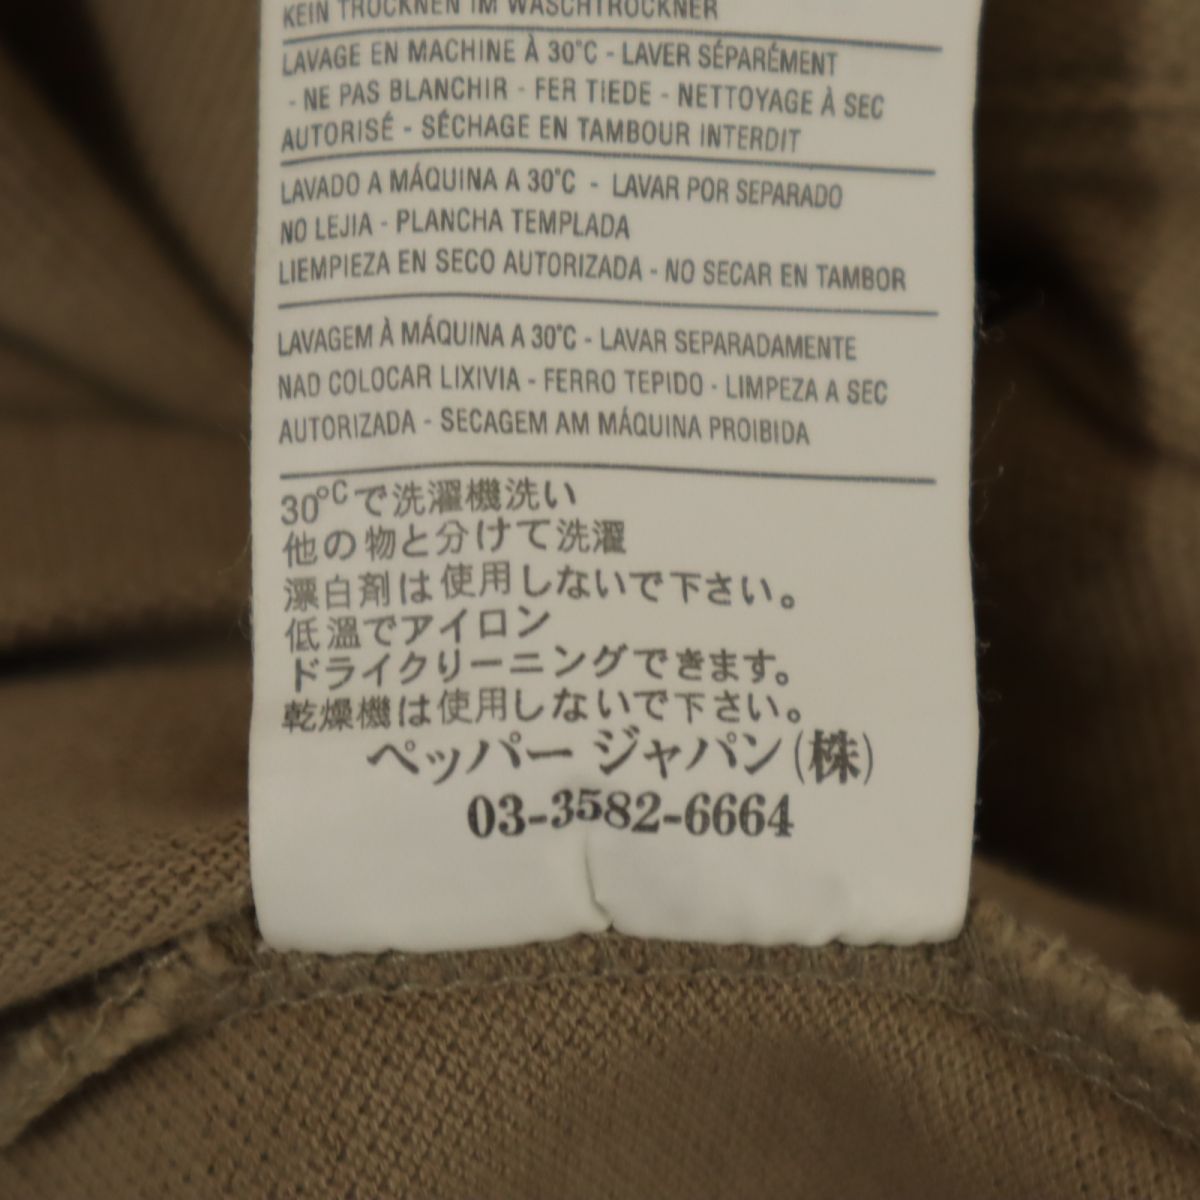 KEIN TROCKNEN IM WASCHTROCKNER
LAVAGE EN MACHINE À 30°C - LAVER SÉPARÉMENT
- NE PAS BLANCHIR - FER TIEDE - NETTOYAGE À SEC
AUTORISÉ - SÉCHAGE EN TAMBOUR INTERDIT
LAVADO A MÁQUINA A 30°C - LAVAR POR SEPARADO
NO LEJIA - PLANCHA TEMPLADA
LIEMPIEZA EN SECO AUTORIZADA - NO SECAR EN TAMBOR
LAVAGEM À MÁQUINA A 30°C - LAVAR SEPARADAMENTE
NAD COLOCAR LIXIVIA - FERRO TEPIDO - LIMPEZA A SEC
AUTORIZADA - SECAGEM AM MÁQUINA PROIBIDA
30°Cで洗濯機洗い
他の物と分けて洗濯
漂白剤は使用しないで下さい。
低温でアイロン
ドライクリーニングできます。
乾燥機は使用しないで下さい。
ペッパー ジャパン(株)
03-3582-6664